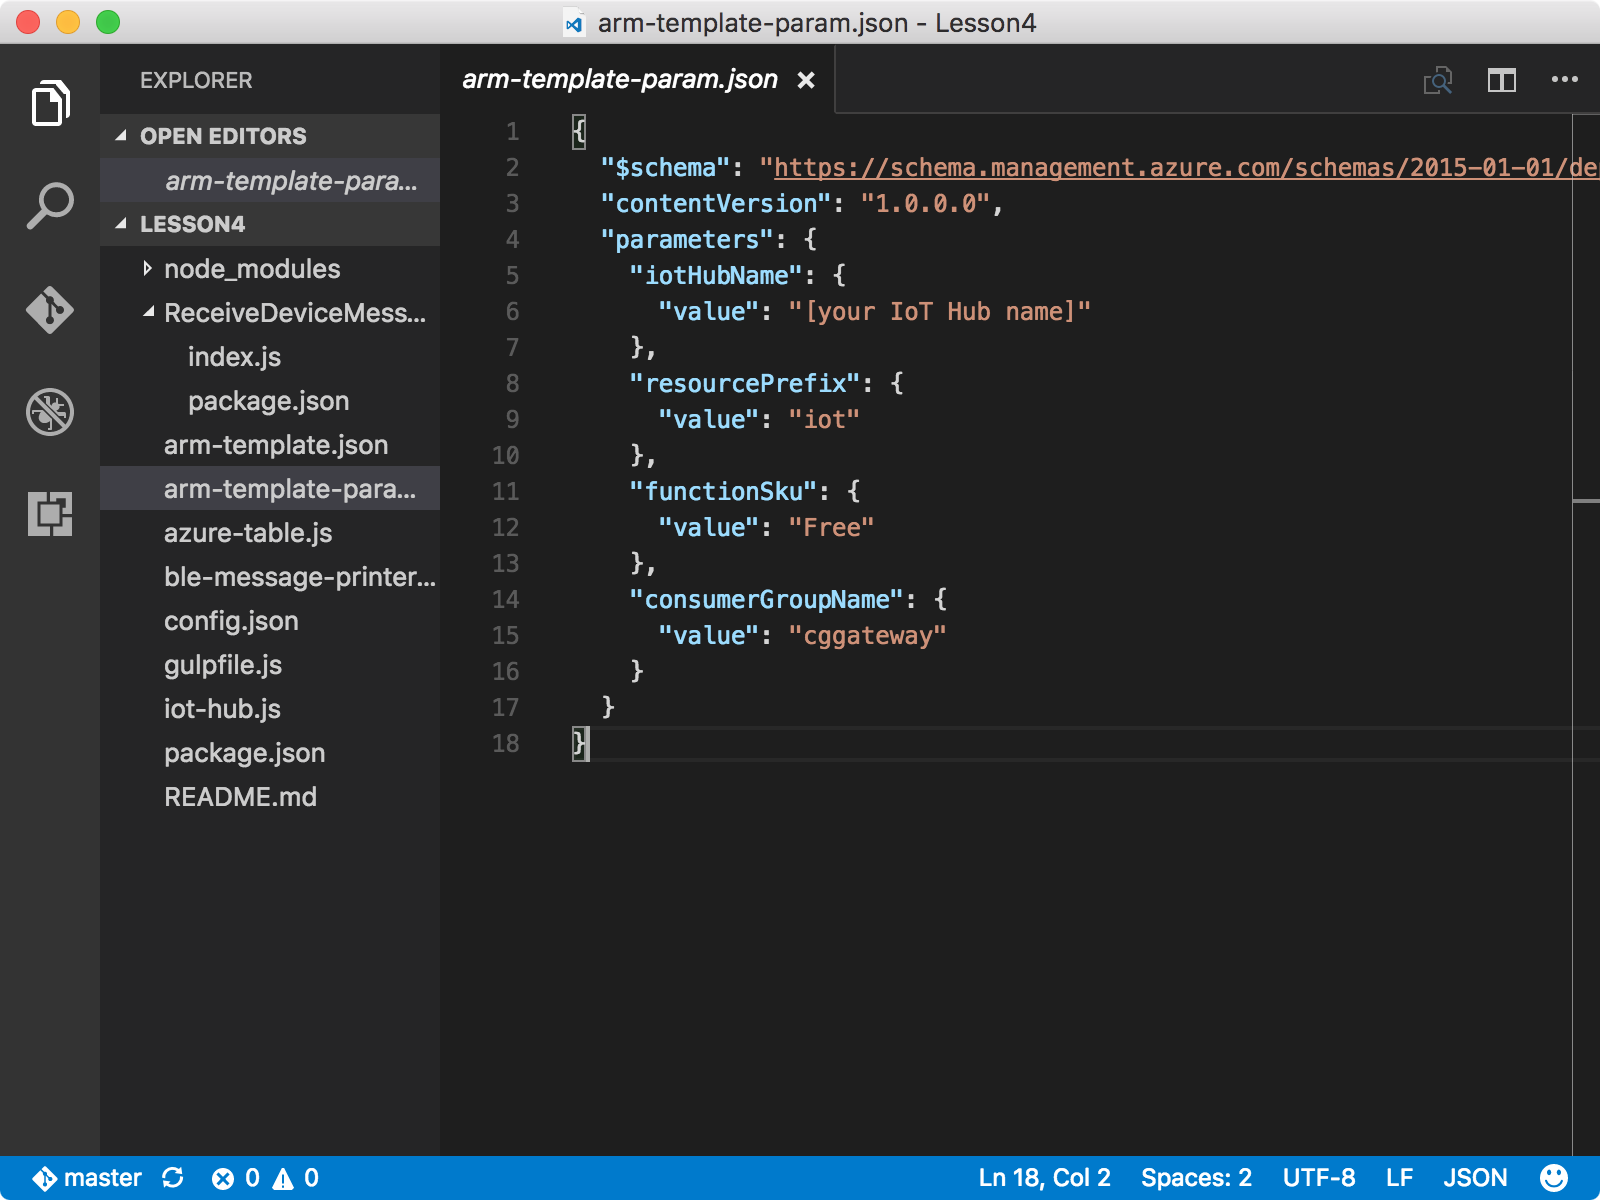 arm-template-param.json - Lesson4
EXPLORER
OPEN EDITORS
arm-template-para...
LESSON4
node_modules
ReceiveDeviceMess...
index.js
package.json
arm-template.json
arm-template-para...
azure-table.js
ble-message-printer...
config.json
gulpfile.js
iot-hub.js
package.json
README.md
arm-template-param.json
1 {
2 "$schema": "https://schema.management.azure.com/schemas/2015-01-01/de
3 "contentVersion": "1.0.0.0",
4 "parameters": {
5 "iotHubName": {
6 "value": "[your IoT Hub name]"
7 },
8 "resourcePrefix": {
9 "value": "iot"
10 },
11 "functionSku": {
12 "value": "Free"
13 },
14 "consumerGroupName": {
15 "value": "cggateway"
16 }
17 }
18 }
master 0 0 Ln 18, Col 2 Spaces: 2 UTF-8 LF JSON